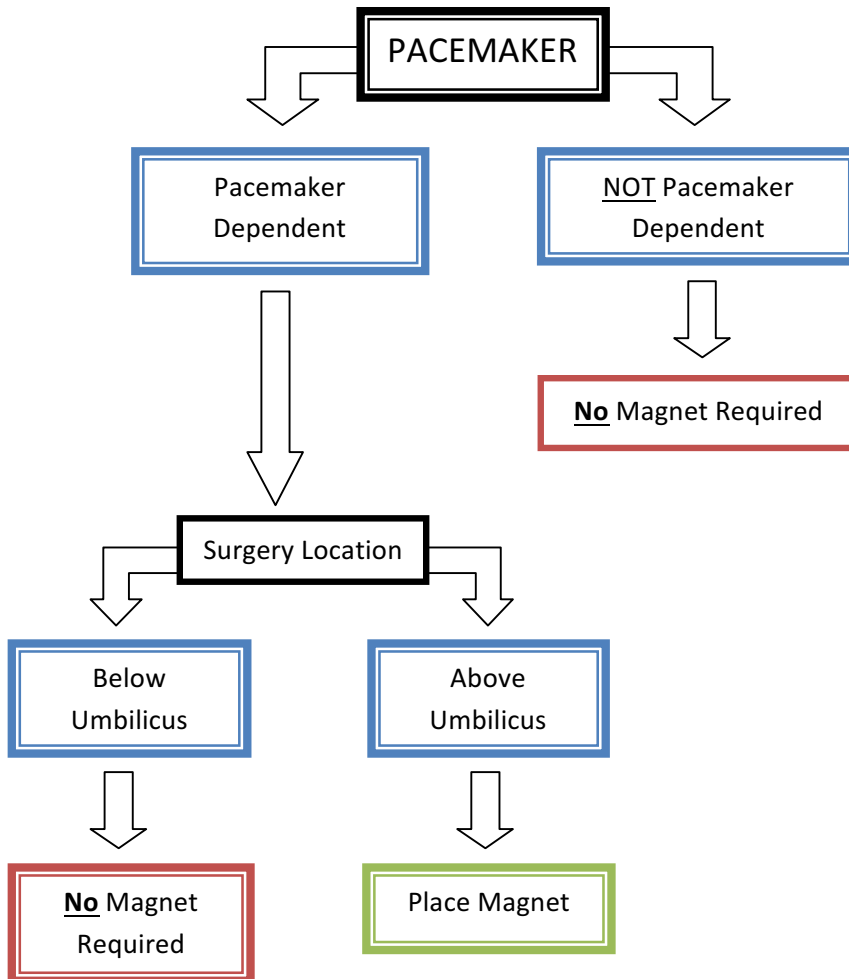 PACEMAKER
Pacemaker
Dependent
NOT Pacemaker
Dependent
No Magnet Required
Surgery Location
Below
Umbilicus
Above
Umbilicus
No Magnet
Required
Place Magnet